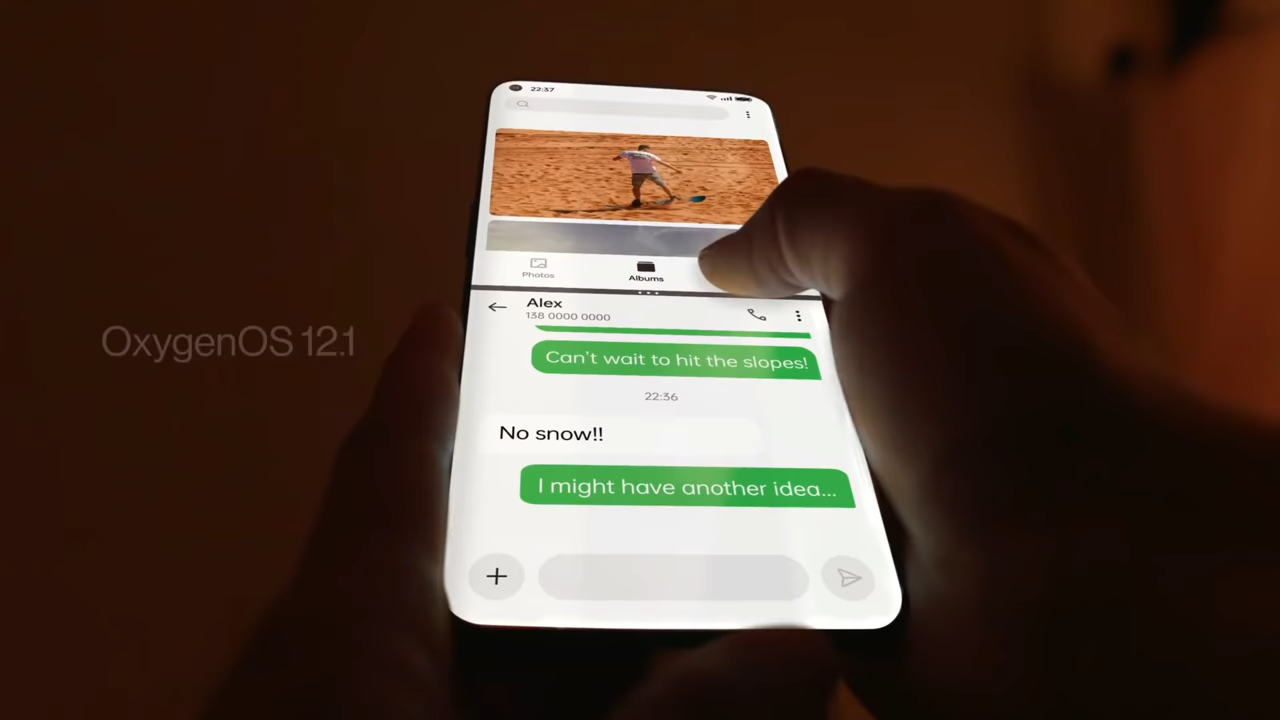 22:37
Photos
Albums
Alex
138 0000 0000
Can't wait to hit the slopes!
22:36
No snow!!
I might have another idea...
OxygenOS 12.1